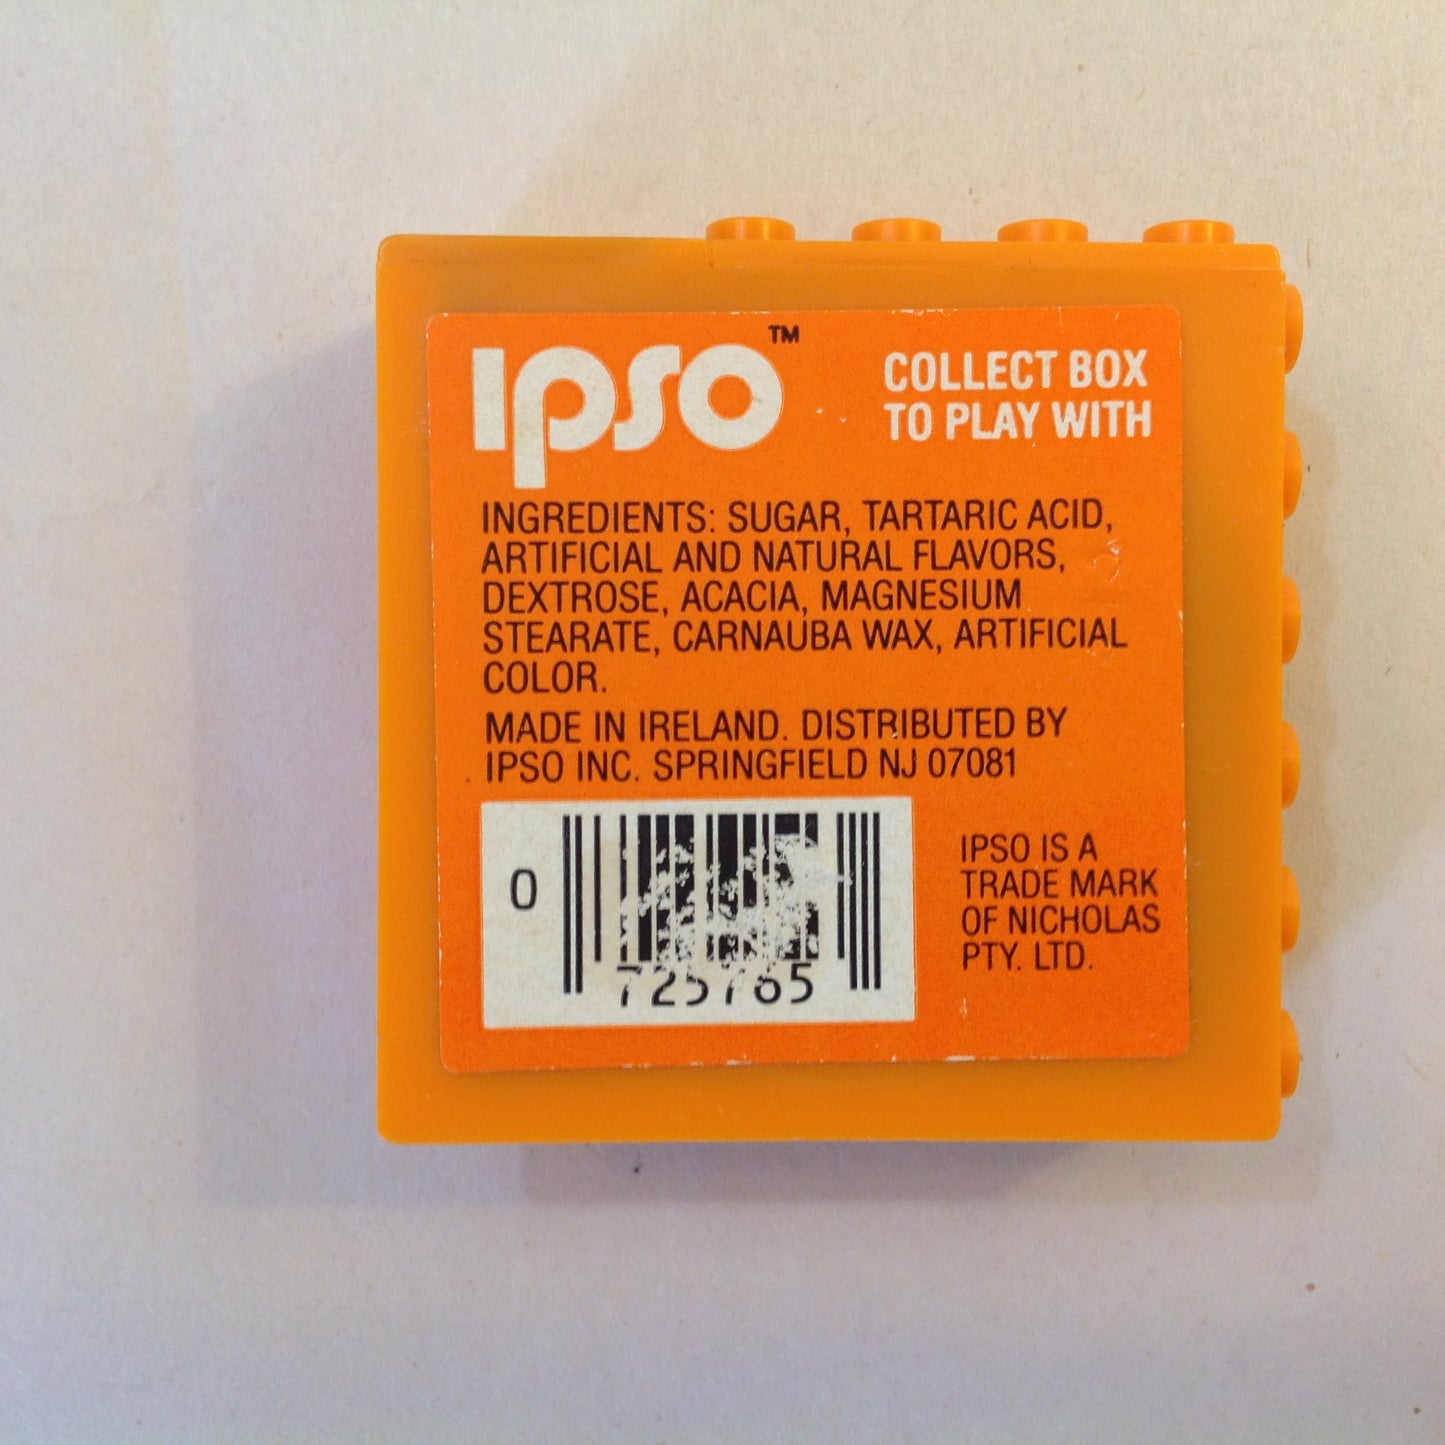 ipso™
COLLECT BOX
TO PLAY WITH
INGREDIENTS: SUGAR, TARTARIC ACID,
ARTIFICIAL AND NATURAL FLAVORS,
DEXTROSE, ACACIA, MAGNESIUM
STEARATE, CARNAUBA WAX, ARTIFICIAL
COLOR.
MADE IN IRELAND. DISTRIBUTED BY
IPSO INC. SPRINGFIELD NJ 07081
0
725765
IPSO IS A
TRADE MARK
OF NICHOLAS
PTY. LTD.